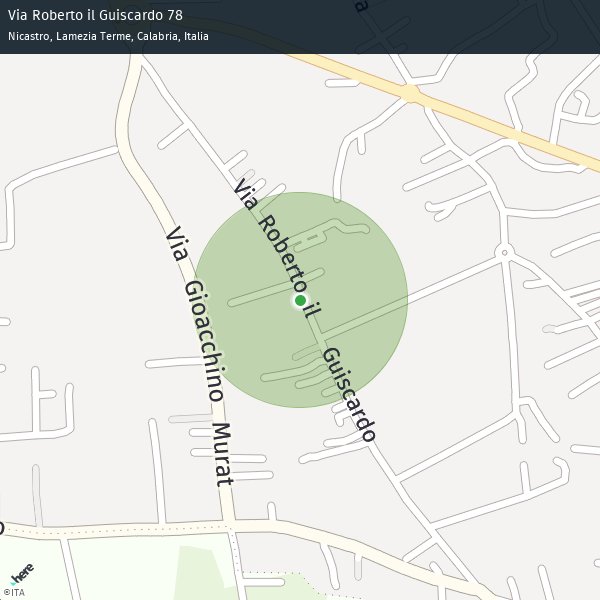 Via Roberto il Guiscardo 78
Nicastro, Lamezia Terme, Calabria, Italia
a
Via Roberto il Guiscardo
Via Gioacchino Murat
o
here
©ITA